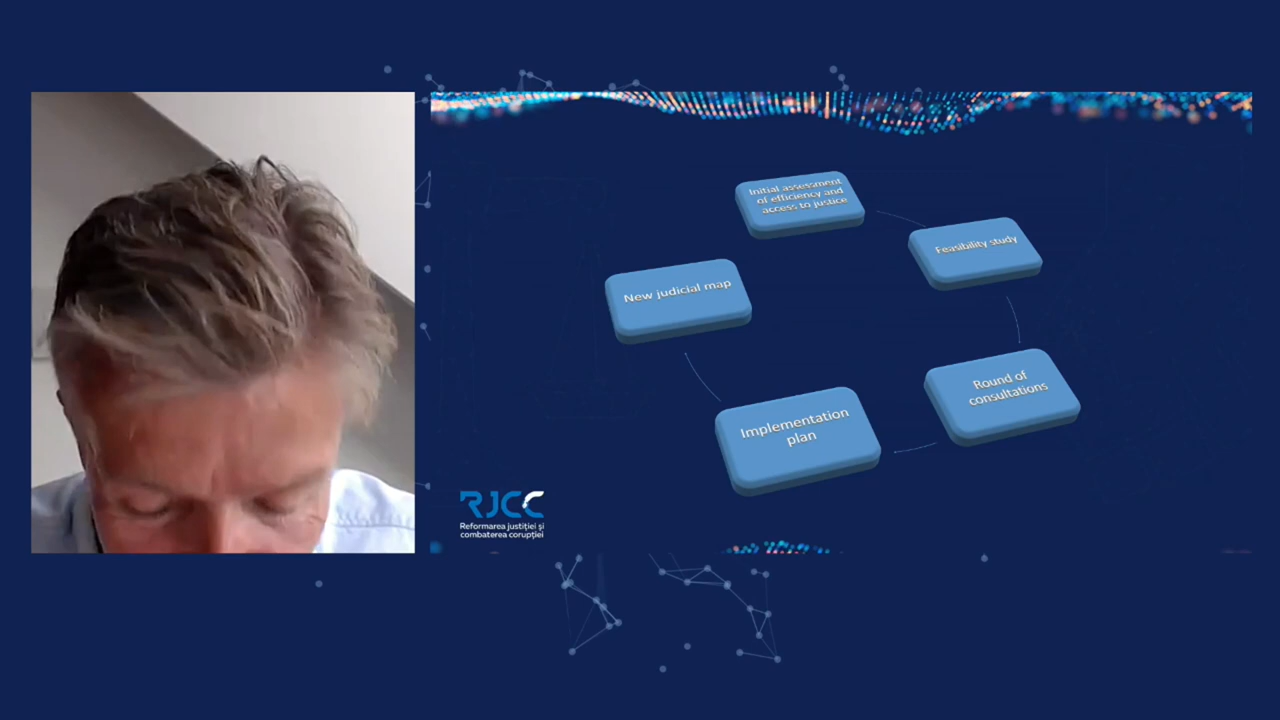 Initial assessment
of efficiency and
access to justice
Feasibility study
New judicial map
Round of
consultations
Implementation
plan
RJCC
Reformarea justiției și
combaterea corupției